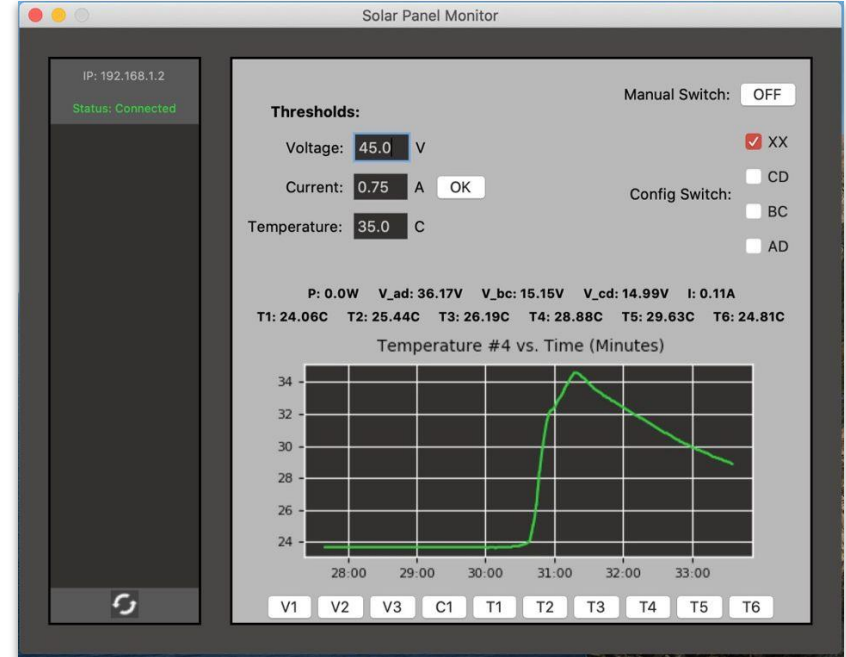 Solar Panel Monitor
IP: 192.168.1.2
Status: Connected
Manual Switch: OFF
Thresholds:
Voltage: 45.0 V
Current: 0.75 A OK
Temperature: 35.0 C
Config Switch:
XX
CD
BC
AD
P: 0.0W V_ad: 36.17V V_bc: 15.15V V_cd: 14.99V I: 0.11A
T1: 24.06C T2: 25.44C T3: 26.19C T4: 28.88C T5: 29.63C T6: 24.81C
Temperature #4 vs. Time (Minutes)
34
32
30
28
26
24
28:00 29:00 30:00 31:00 32:00 33:00
V1 V2 V3 C1 T1 T2 T3 T4 T5 T6